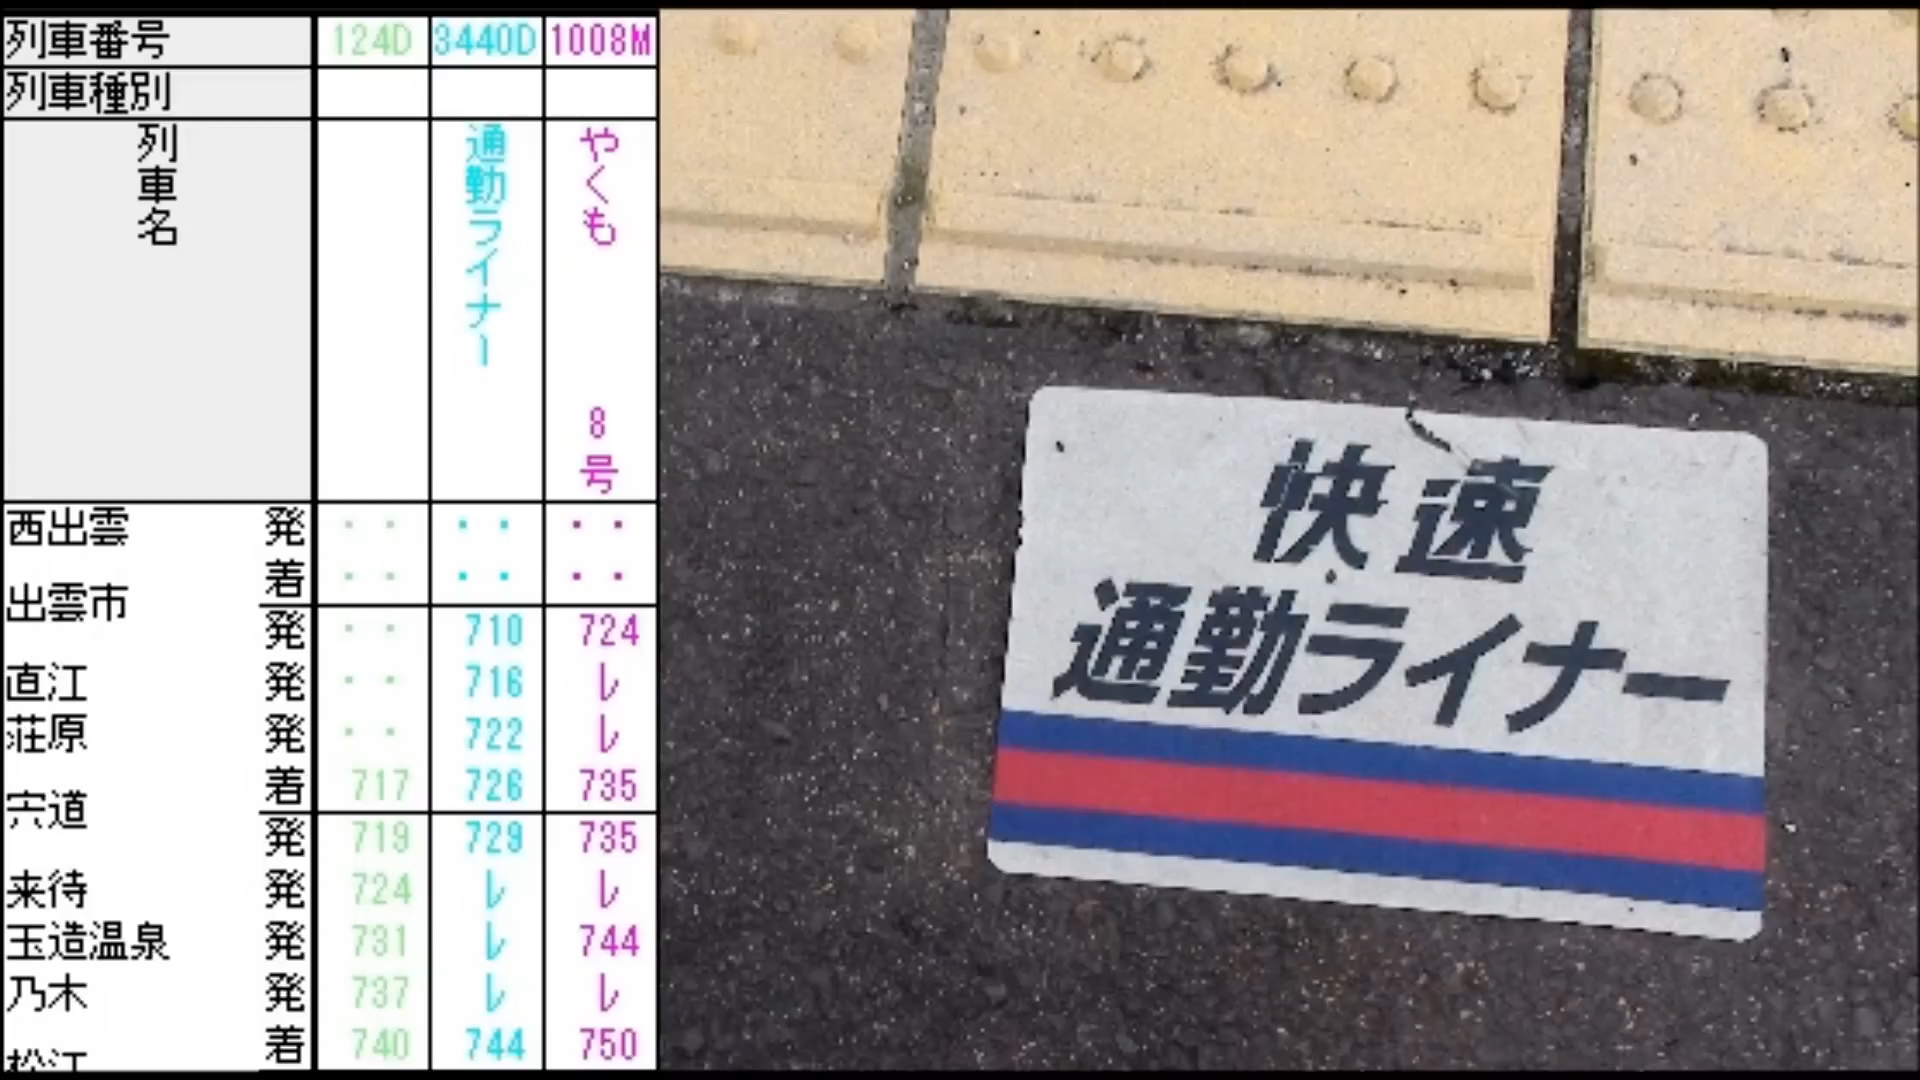 列車番号 124D 3440D 1008M
列車種別
列車名 通勤ライナー やくも 8号
西出雲 発 ・・ ・・ ・・
着 ・・ ・・ ・・
出雲市
発 ・・ 710 724
直江 発 ・・ 716 レ
荘原 発 ・・ 722 レ
着 717 726 735
宍道
発 719 729 735
来待 発 724 レ レ
玉造温泉 発 731 レ 744
乃木 発 737 レ レ
着 740 744 750
松江
快速
通勤ライナー